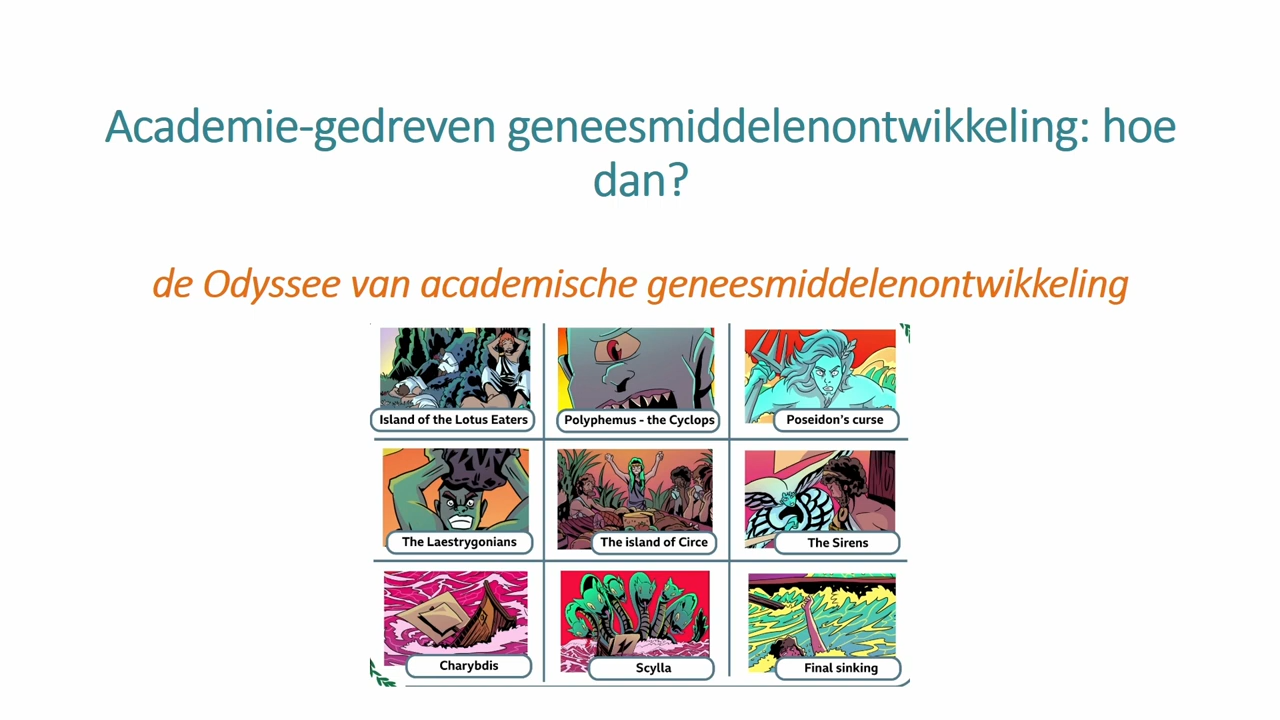 Academie-gedreven geneesmiddelenontwikkeling: hoe
dan?
de Odyssee van academische geneesmiddelenontwikkeling
Island of the Lotus Eaters
Polyphemus - the Cyclops
Poseidon's curse
The Laestrygonians
The island of Circe
The Sirens
Charybdis
Scylla
Final sinking